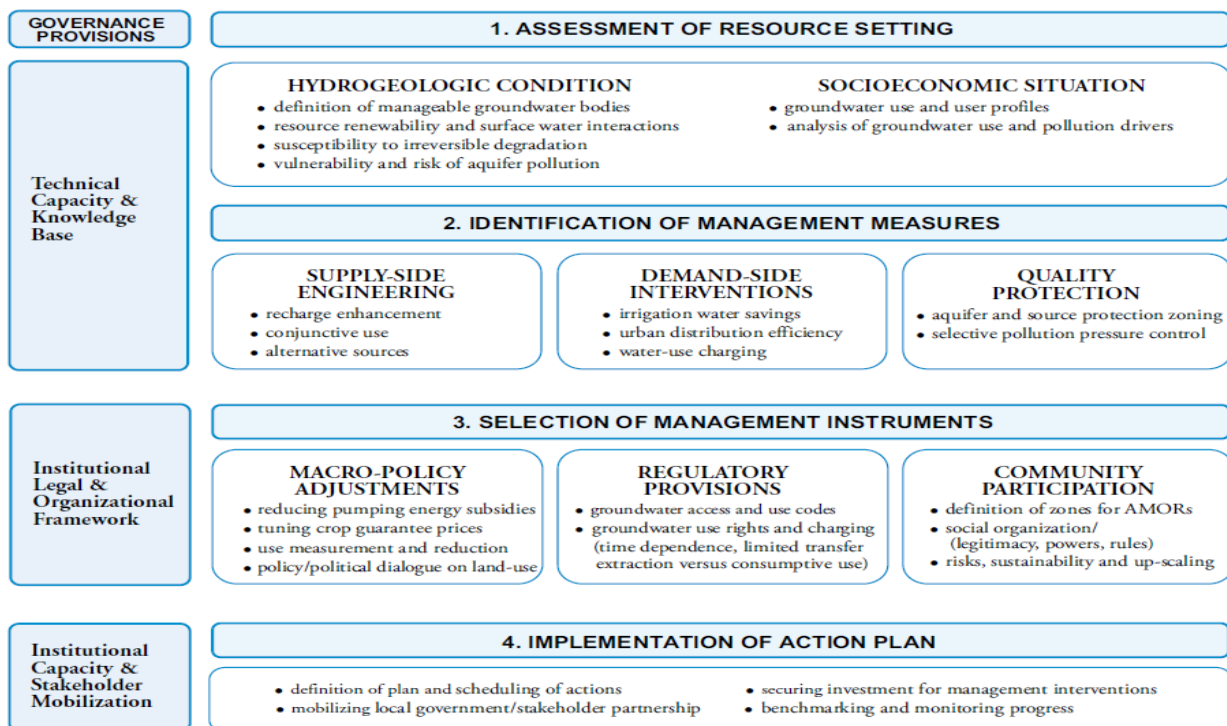 GOVERNANCE
PROVISIONS
1. ASSESSMENT OF RESOURCE SETTING
Technical
Capacity &
Knowledge
Base
HYDROGEOLOGIC CONDITION
• definition of manageable groundwater bodies
• resource renewability and surface water interactions
• susceptibility to irreversible degradation
• vulnerability and risk of aquifer pollution
SOCIOECONOMIC SITUATION
• groundwater use and user profiles
• analysis of groundwater use and pollution drivers
2. IDENTIFICATION OF MANAGEMENT MEASURES
SUPPLY-SIDE
ENGINEERING
• recharge enhancement
• conjunctive use
• alternative sources
DEMAND-SIDE
INTERVENTIONS
• irrigation water savings
• urban distribution efficiency
• water-use charging
QUALITY
PROTECTION
• aquifer and source protection zoning
• selective pollution pressure control
Institutional
Legal &
Organizational
Framework
3. SELECTION OF MANAGEMENT INSTRUMENTS
MACRO-POLICY
ADJUSTMENTS
• reducing pumping energy subsidies
• tuning crop guarantee prices
• use measurement and reduction
• policy/political dialogue on land-use
REGULATORY
PROVISIONS
• groundwater access and use codes
• groundwater use rights and charging
(time dependence, limited transfer
extraction versus consumptive use)
COMMUNITY
PARTICIPATION
• definition of zones for AMORs
• social organization/
(legitimacy, powers, rules)
• risks, sustainability and up-scaling
Institutional
Capacity &
Stakeholder
Mobilization
4. IMPLEMENTATION OF ACTION PLAN
• definition of plan and scheduling of actions
• mobilizing local government/stakeholder partnership
• securing investment for management interventions
• benchmarking and monitoring progress